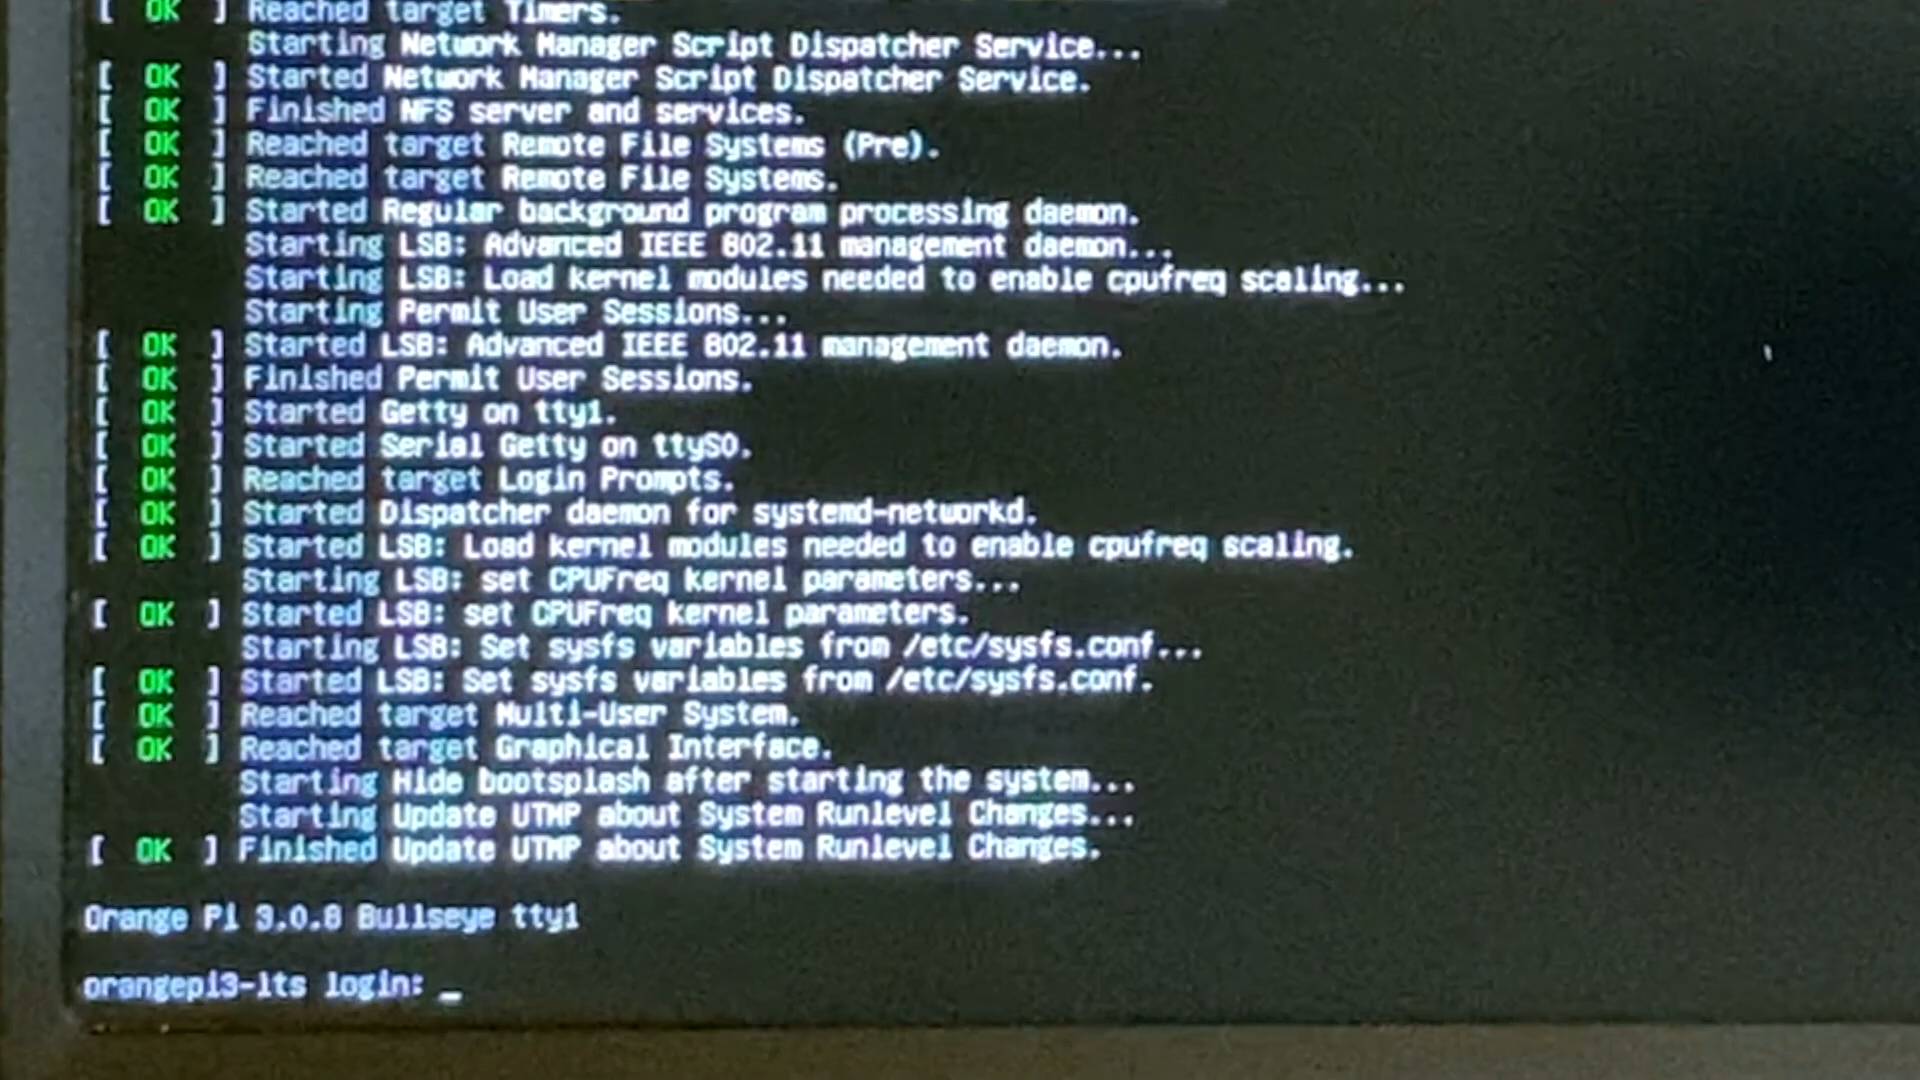 [  OK  ] Reached target Timers.
         Starting Network Manager Script Dispatcher Service...
[  OK  ] Started Network Manager Script Dispatcher Service.
[  OK  ] Finished NFS server and services.
[  OK  ] Reached target Remote File Systems (Pre).
[  OK  ] Reached target Remote File Systems.
[  OK  ] Started Regular background program processing daemon.
         Starting LSB: Advanced IEEE 802.11 management daemon...
         Starting LSB: Load kernel modules needed to enable cpufreq scaling...
         Starting Permit User Sessions...
[  OK  ] Started LSB: Advanced IEEE 802.11 management daemon.
[  OK  ] Finished Permit User Sessions.
[  OK  ] Started Getty on tty1.
[  OK  ] Started Serial Getty on ttyS0.
[  OK  ] Reached target Login Prompts.
[  OK  ] Started Dispatcher daemon for systemd-networkd.
[  OK  ] Started LSB: Load kernel modules needed to enable cpufreq scaling.
         Starting LSB: set CPUFreq kernel parameters...
[  OK  ] Started LSB: set CPUFreq kernel parameters.
         Starting LSB: Set sysfs variables from /etc/sysfs.conf...
[  OK  ] Started LSB: Set sysfs variables from /etc/sysfs.conf.
[  OK  ] Reached target Multi-User System.
[  OK  ] Reached target Graphical Interface.
         Starting Hide bootsplash after starting the system...
         Starting Update UTMP about System Runlevel Changes...
[  OK  ] Finished Update UTMP about System Runlevel Changes.
Orange Pi 3.0.8 Bullseye tty1
orangepi3-lts login: _